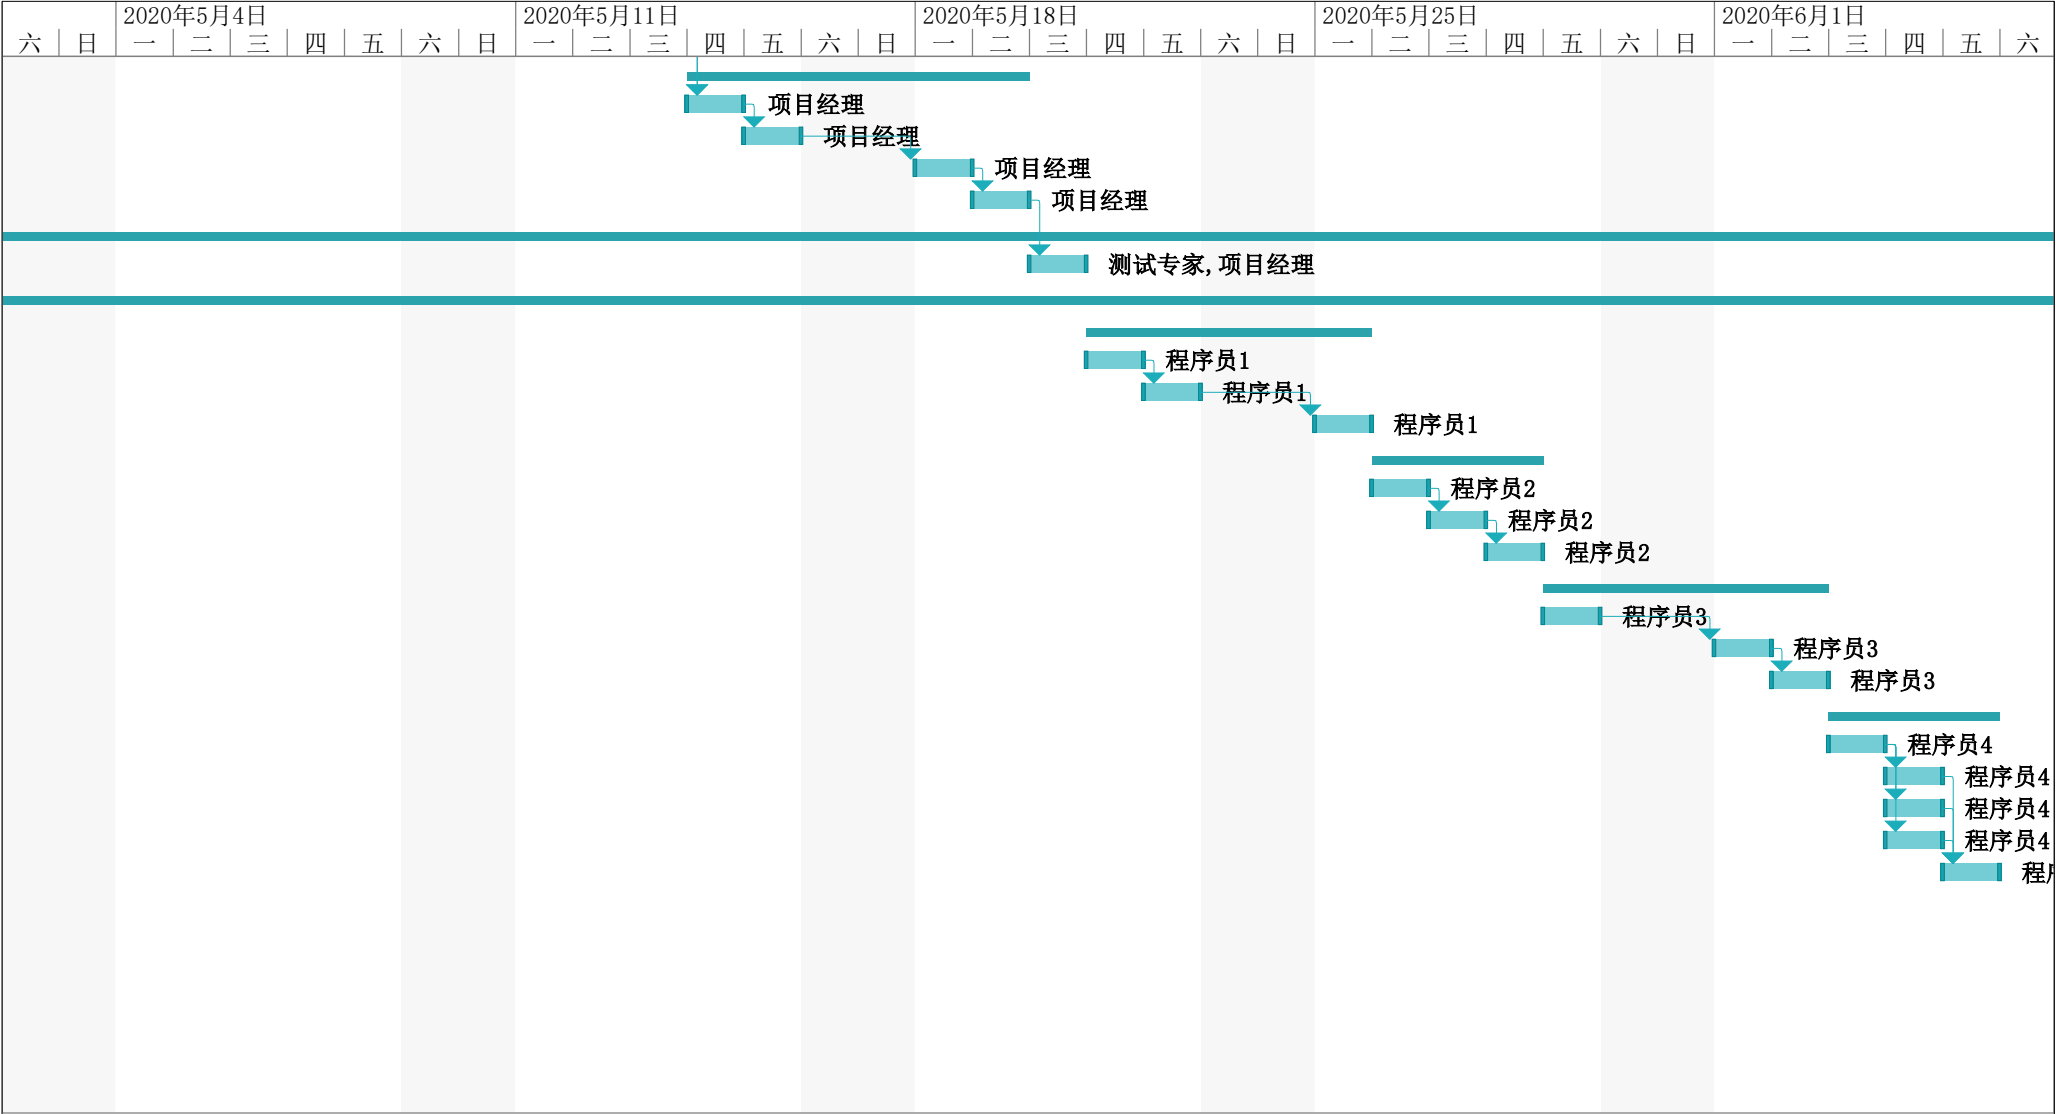 2020年5月4日 2020年5月11日 2020年5月18日 2020年5月25日 2020年6月1日
六 日 一 二 三 四 五 六 日 一 二 三 四 五 六 日 一 二 三 四 五 六 日 一 二 三 四 五 六 日 一 二 三 四 五 六
项目经理
项目经理
项目经理
项目经理
测试专家,项目经理
程序员1
程序员1
程序员1
程序员2
程序员2
程序员2
程序员3
程序员3
程序员3
程序员4
程序员4
程序员4
程序员4
程